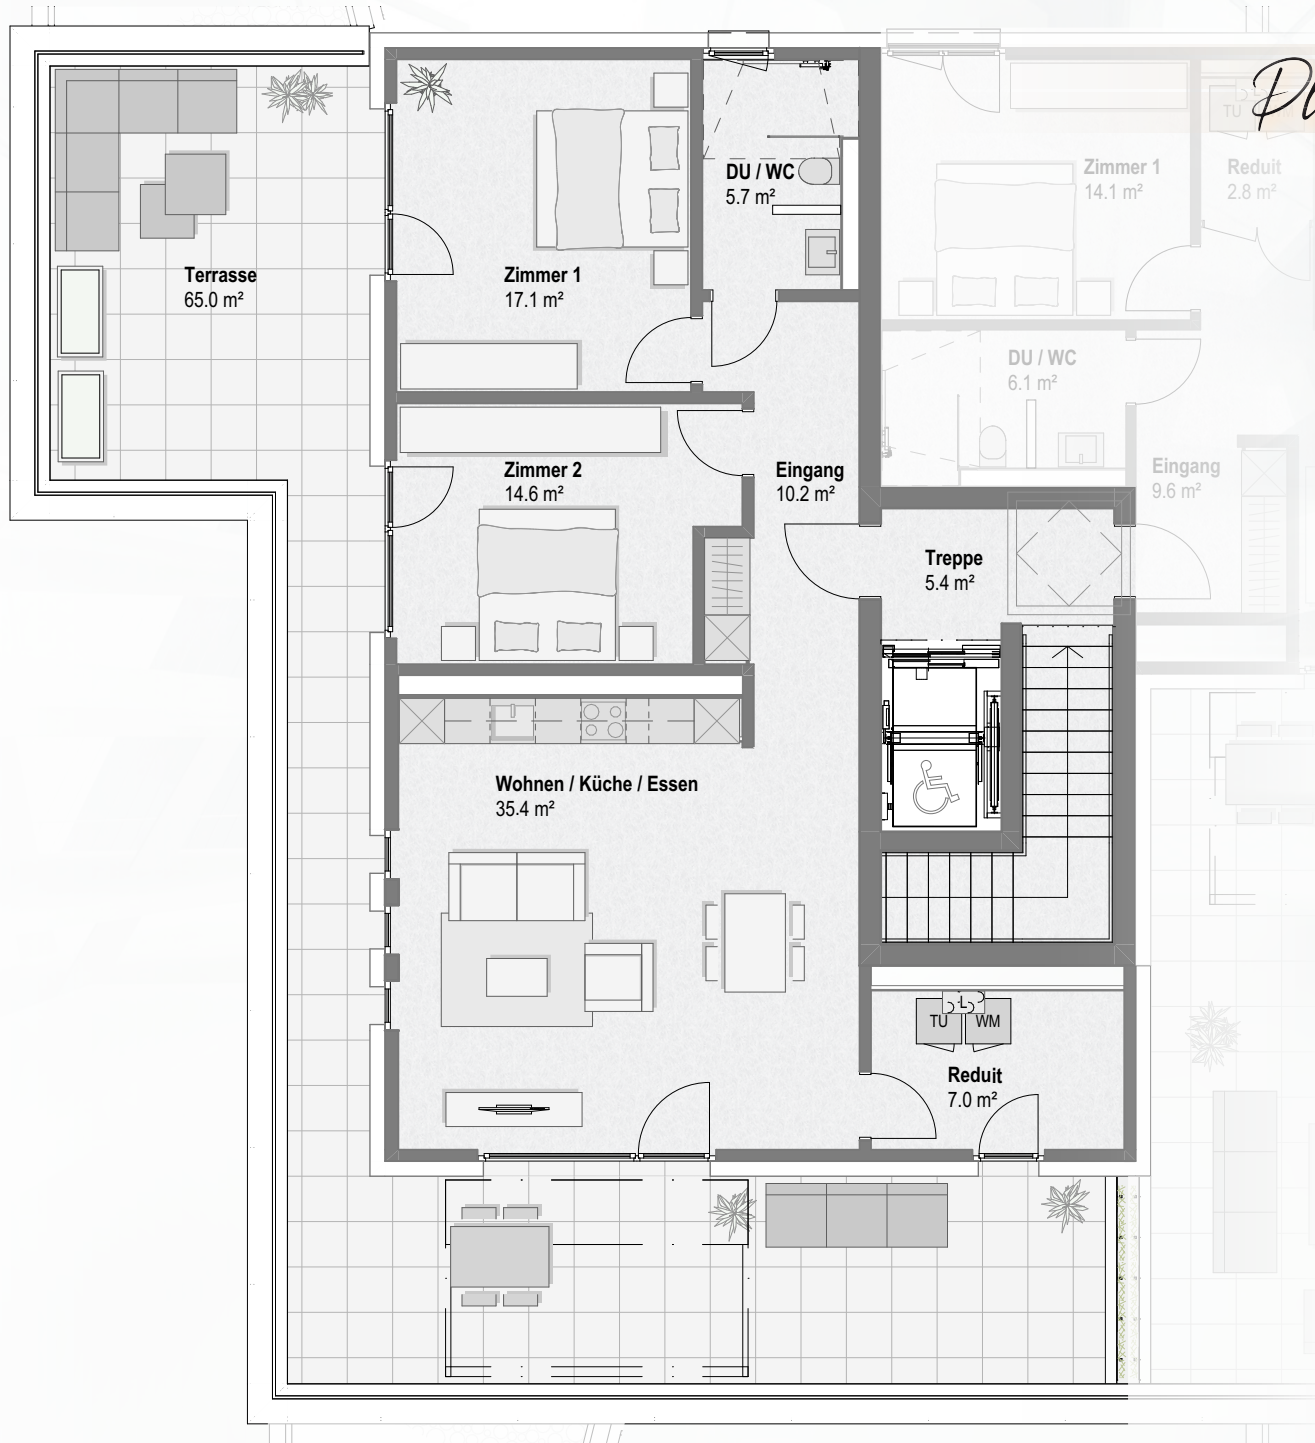 TU
Zimmer 1
14.1 m²
Reduit
2.8 m²
DU / WC
5.7 m²
Terrasse
65.0 m²
Zimmer 1
17.1 m²
DU / WC
6.1 m²
Zimmer 2
14.6 m²
Eingang
10.2 m²
Eingang
9.6 m²
Treppe
5.4 m²
Wohnen / Küche / Essen
35.4 m²
L
TU WM
Reduit
7.0 m²